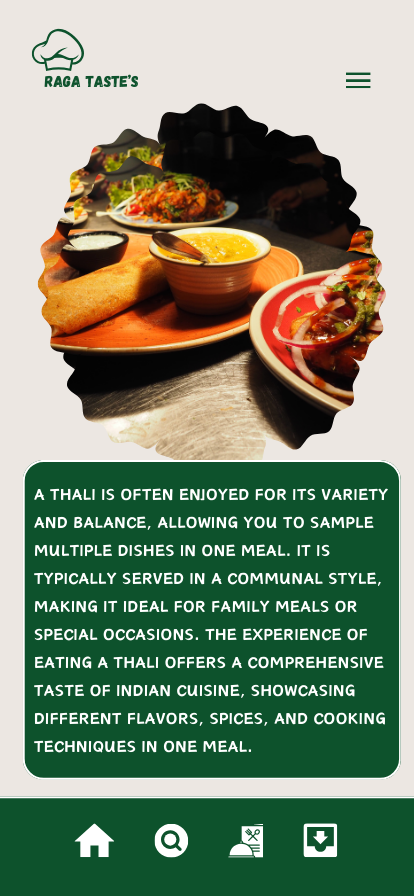 RAGA TASTE'S
A THALI IS OFTEN ENJOYED FOR ITS VARIETY
AND BALANCE, ALLOWING YOU TO SAMPLE
MULTIPLE DISHES IN ONE MEAL. IT IS
TYPICALLY SERVED IN A COMMUNAL STYLE,
MAKING IT IDEAL FOR FAMILY MEALS OR
SPECIAL OCCASIONS. THE EXPERIENCE OF
EATING A THALI OFFERS A COMPREHENSIVE
TASTE OF INDIAN CUISINE, SHOWCASING
DIFFERENT FLAVORS, SPICES, AND COOKING
TECHNIQUES IN ONE MEAL.